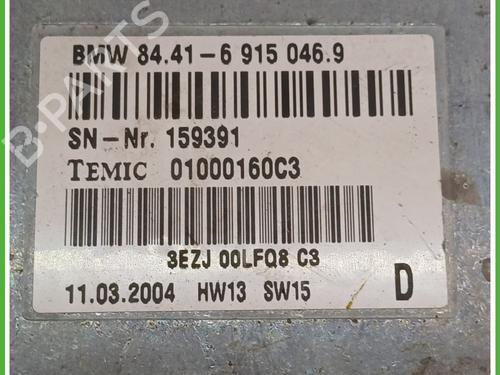 BMW 84.41-6 915 046.9
SN-Nr. 159391
TEMIC 01000160C3
3EZJ 00LFQ8 C3
11.03.2004 HW13 SW15 D
B-PARTS